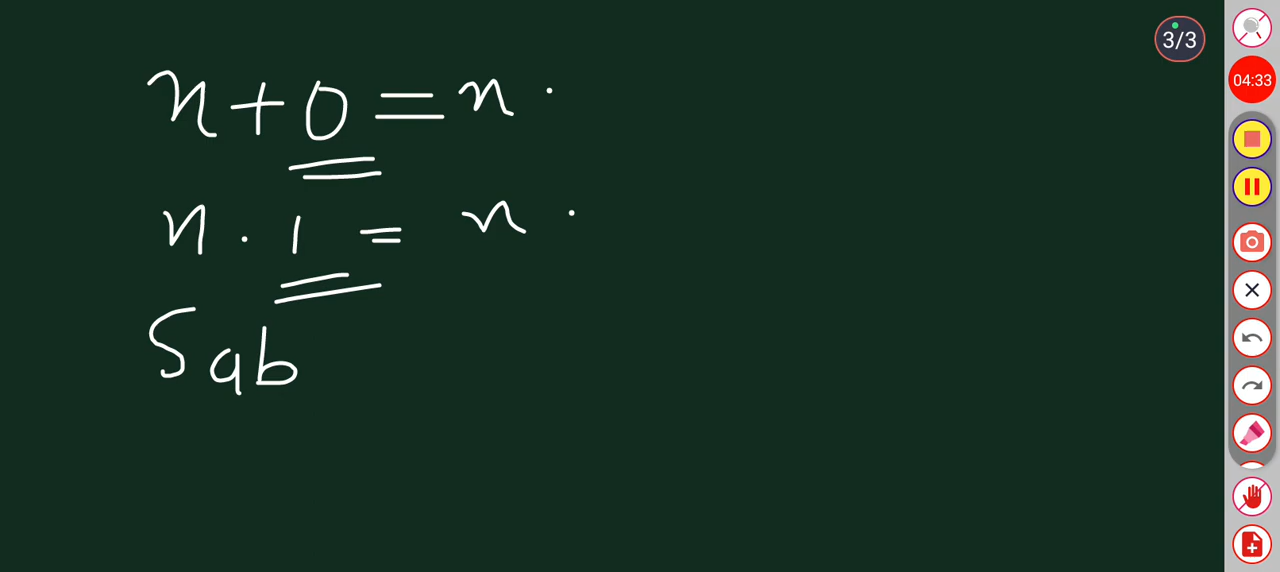 3/3
04:33
x + 0 = x .
x . 1 = x .
5ab